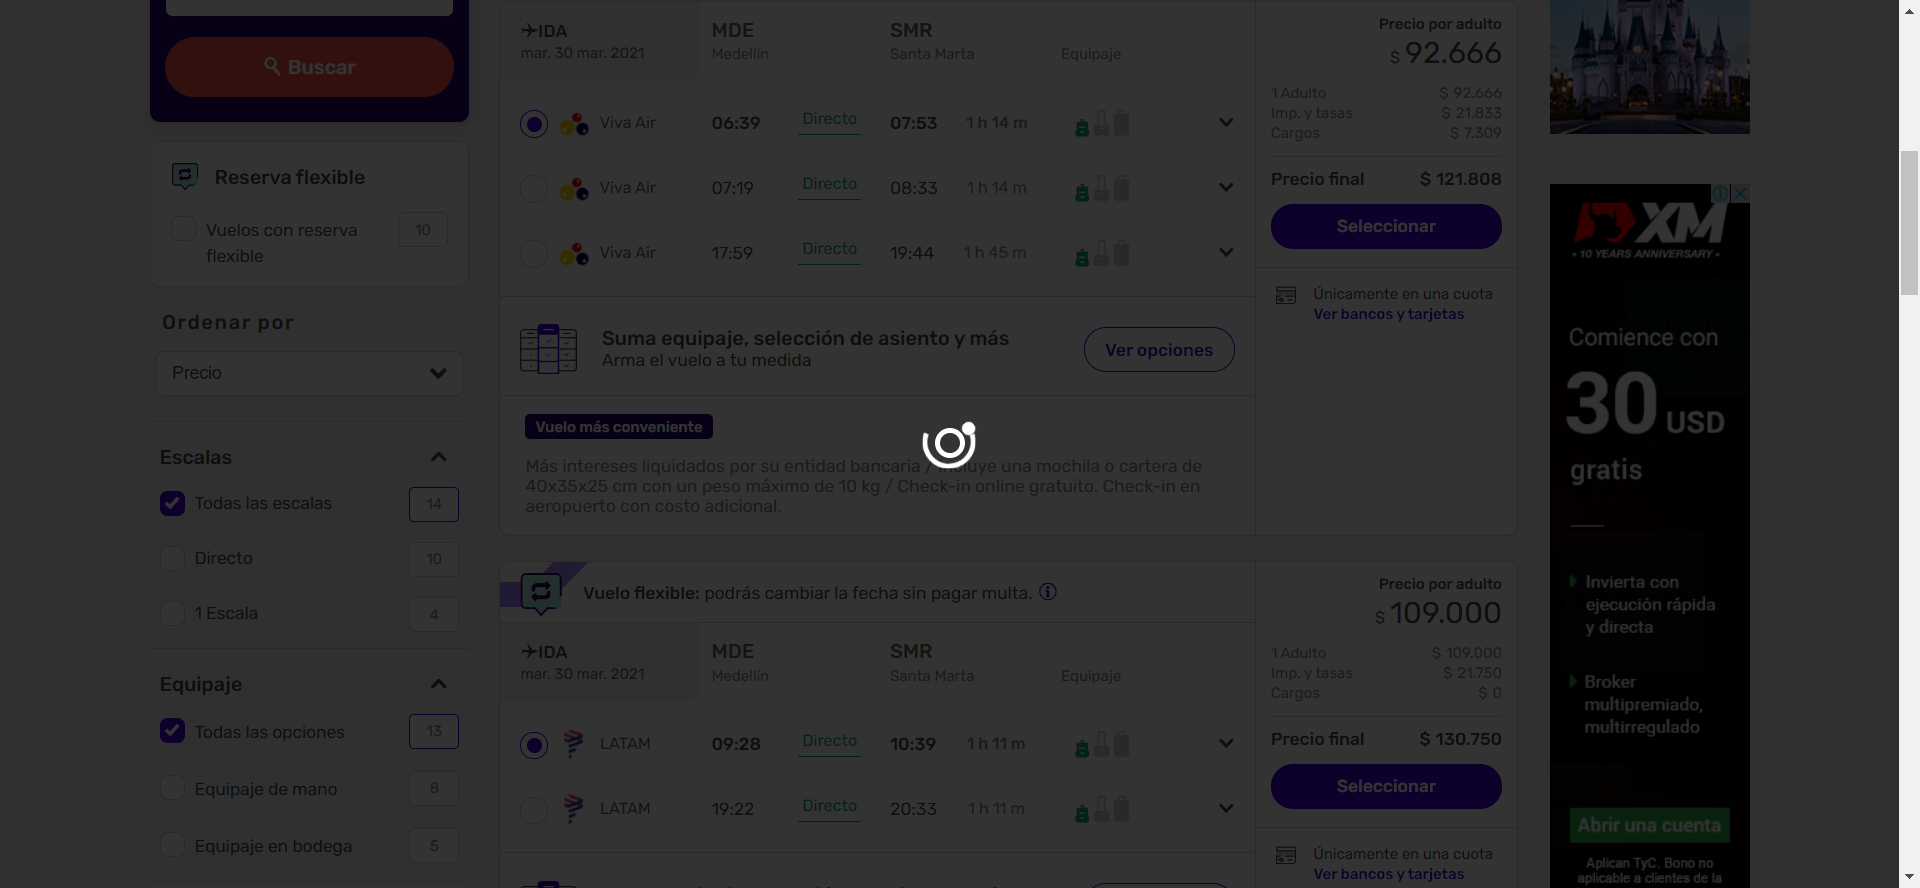 Buscar
Reserva flexible
Vuelos con reserva flexible 10
Ordenar por
Precio
Escalas
Todas las escalas 14
Directo 10
1 Escala 4
Equipaje
Todas las opciones 13
Equipaje de mano 8
Equipaje en bodega 5
IDA MDE SMR
mar. 30 mar. 2021 Medellín Santa Marta Equipaje
Viva Air 06:39 Directo 07:53 1 h 14 m
Viva Air 07:19 Directo 08:33 1 h 14 m
Viva Air 17:59 Directo 19:44 1 h 45 m
Suma equipaje, selección de asiento y más
Arma el vuelo a tu medida
Ver opciones
Vuelo más conveniente
Más intereses liquidados por su entidad bancaria / Incluye una mochila o cartera de
40x35x25 cm con un peso máximo de 10 kg / Check-in online gratuito. Check-in en
aeropuerto con costo adicional.
Precio por adulto
$ 92.666
1 Adulto $ 92.666
Imp. y tasas $ 21.833
Cargos $ 7.309
Precio final $ 121.808
Seleccionar
Únicamente en una cuota
Ver bancos y tarjetas
Vuelo flexible: podrás cambiar la fecha sin pagar multa.
IDA MDE SMR
mar. 30 mar. 2021 Medellín Santa Marta Equipaje
LATAM 09:28 Directo 10:39 1 h 11 m
LATAM 19:22 Directo 20:33 1 h 11 m
Precio por adulto
$ 109.000
1 Adulto $ 109.000
Imp. y tasas $ 21.750
Cargos $ 0
Precio final $ 130.750
Seleccionar
Únicamente en una cuota
Ver bancos y tarjetas
XM
• 10 YEARS ANNIVERSARY •
Comience con
30 USD
gratis
Invierta con
ejecución rápida
y directa
Broker
multipremiado,
multirregulado
Abrir una cuenta
Aplican TyC. Bono no
aplicable a clientes de la